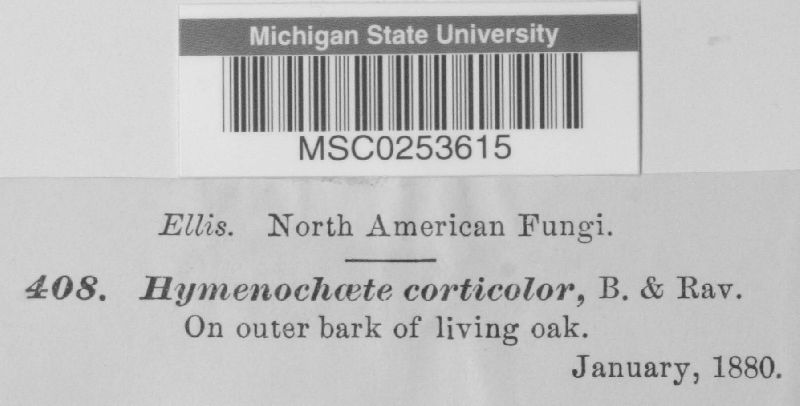 Michigan State University
MSC0253615
Ellis. North American Fungi.
408. Hymenochæte corticolor, B. & Rav.
On outer bark of living oak.
January, 1880.